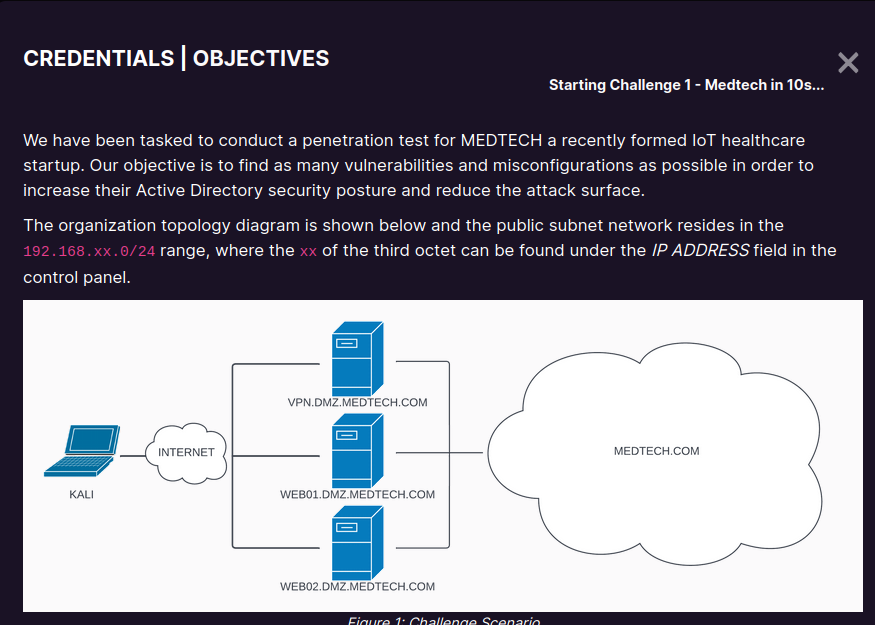 CREDENTIALS | OBJECTIVES
Starting Challenge 1 - Medtech in 10s...
We have been tasked to conduct a penetration test for MEDTECH a recently formed IoT healthcare
startup. Our objective is to find as many vulnerabilities and misconfigurations as possible in order to
increase their Active Directory security posture and reduce the attack surface.
The organization topology diagram is shown below and the public subnet network resides in the
192.168.xx.0/24 range, where the xx of the third octet can be found under the IP ADDRESS field in the
control panel.
VPN.DMZ.MEDTECH.COM
INTERNET
MEDTECH.COM
KALI
WEB01.DMZ.MEDTECH.COM
WEB02.DMZ.MEDTECH.COM
Figure 1: Challenge Scenario